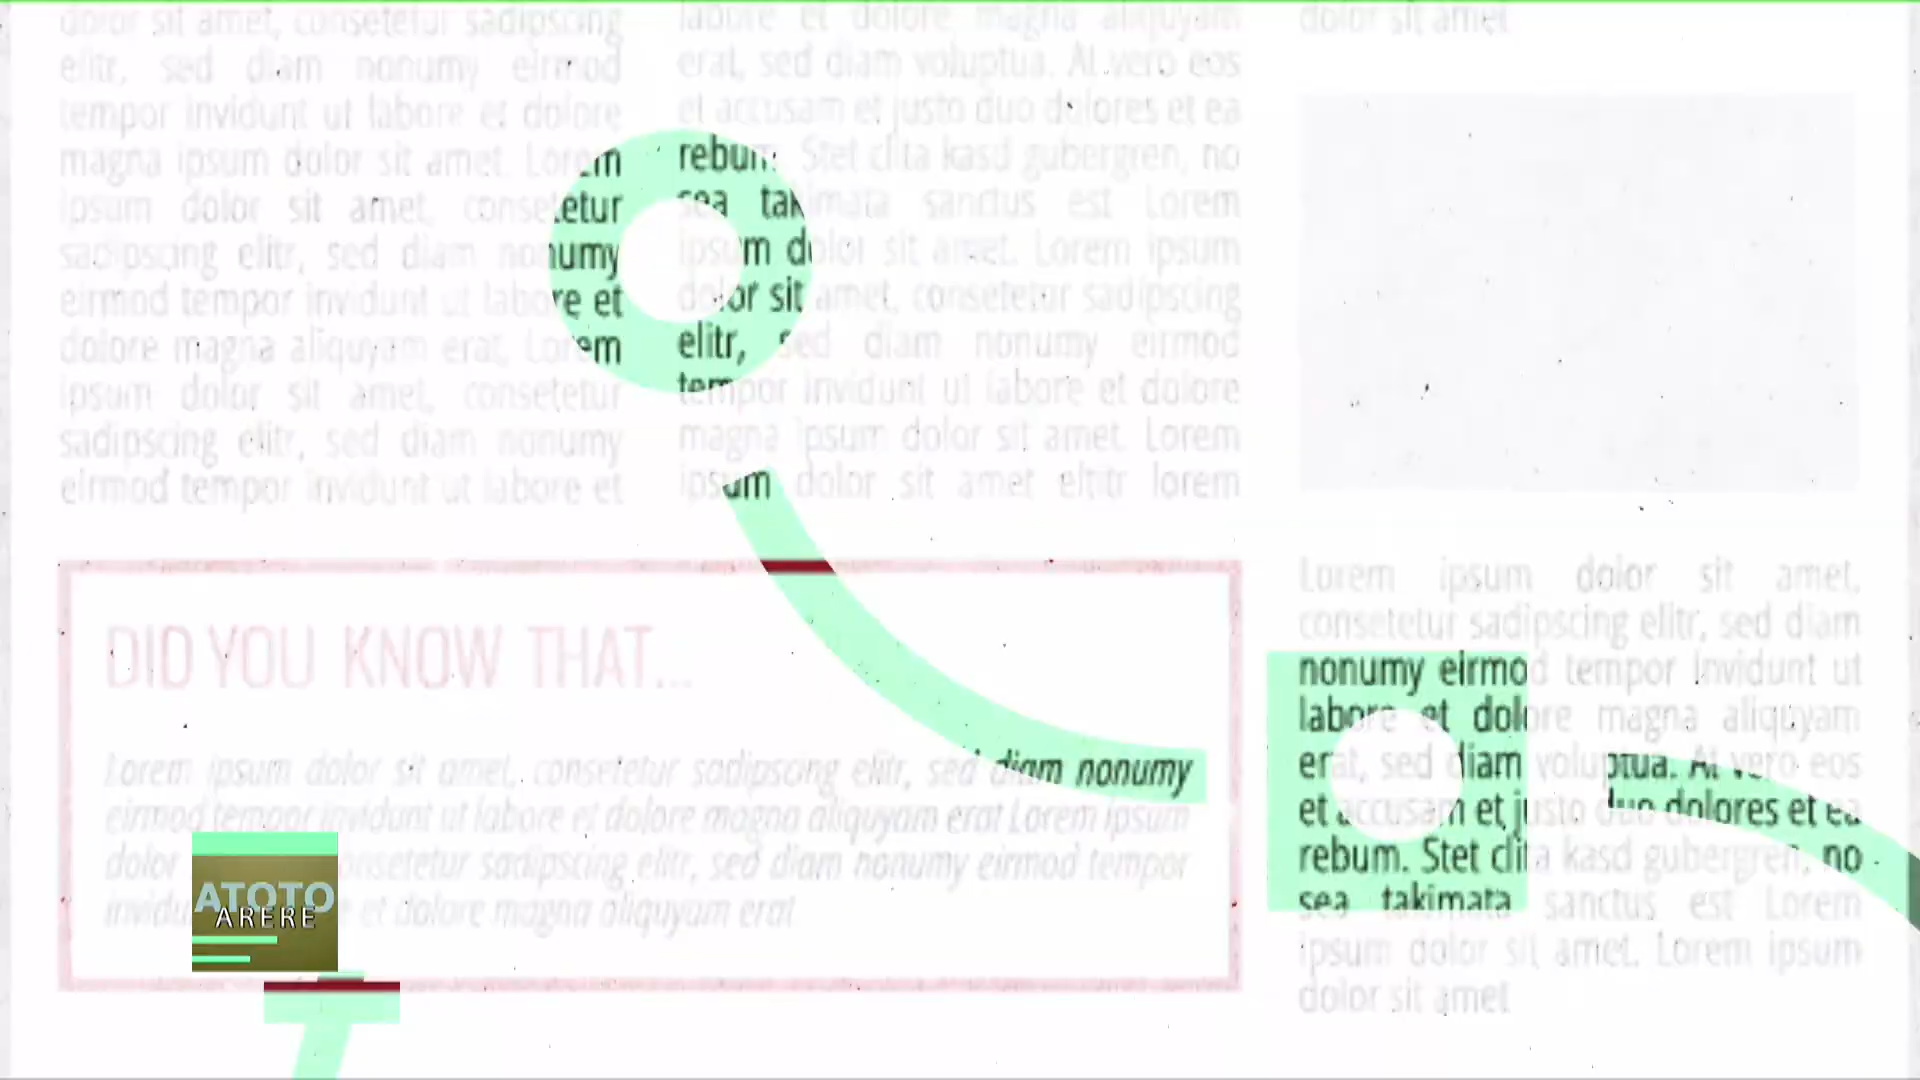 dolor sit amet, consetetur sadipscing
elitr, sed diam nonumy eirmod
tempor invidunt ut labore et dolore
magna ipsum dolor sit amet. Lorem
ipsum dolor sit amet, consetetur
sadipscing elitr, sed diam nonumy
eirmod tempor invidunt ut labore et
dolore magna aliquyam erat, Lorem
ipsum dolor sit amet, consetetur
sadipscing elitr, sed diam nonumy
eirmod tempor invidunt ut labore et
labore et dolore magna aliquyam
erat, sed diam voluptua. At vero eos
et accusam et justo duo dolores et ea
rebum. Stet clita kasd gubergren, no
sea takimata sanctus est Lorem
ipsum dolor sit amet. Lorem ipsum
dolor sit amet, consetetur sadipscing
elitr, sed diam nonumy eirmod
tempor invidunt ut labore et dolore
magna ipsum dolor sit amet. Lorem
ipsum dolor sit amet eltitr lorem
dolor sit amet
DID YOU KNOW THAT...
Lorem ipsum dolor sit amet, consetetur sadipscing elitr, sed diam nonumy
eirmod tempor invidunt ut labore et dolore magna aliquyam erat Lorem ipsum
dolor onsetetur sadipscing elitr, sed diam nonumy eirmod tempor
invidu e et dolore magna aliquyam erat
ATOTO
ARERE
Lorem ipsum dolor sit amet,
consetetur sadipscing elitr, sed diam
nonumy eirmod tempor invidunt ut
labore et dolore magna aliquyam
erat, sed diam voluptua. At vero eos
et accusam et justo duo dolores et ea
rebum. Stet clita kasd gubergren, no
sea takimata sanctus est Lorem
ipsum dolor sit amet. Lorem ipsum
dolor sit amet